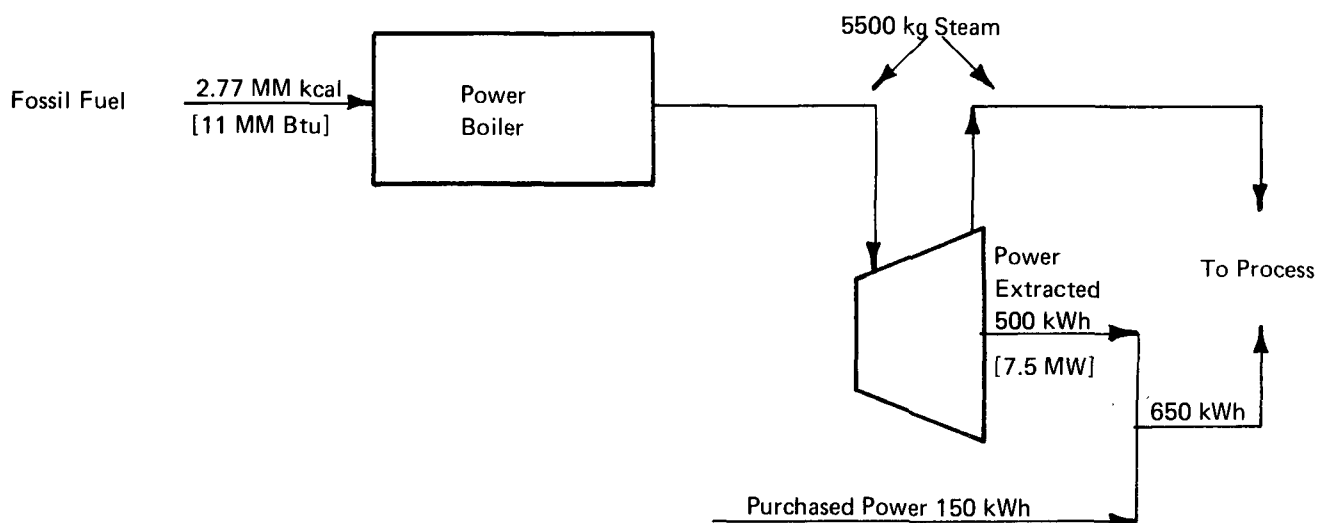 5500 kg Steam
Fossil Fuel
2.77 MM kcal
[11 MM Btu]
Power
Boiler
Power
Extracted
500 kWh
[7.5 MW]
To Process
650 kWh
Purchased Power 150 kWh